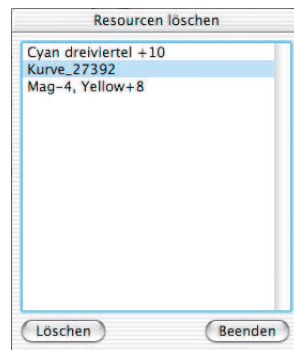 Resourcen löschen
Cyan dreiviertel +10
Kurve_27392
Mag-4, Yellow+8
Löschen
Beenden